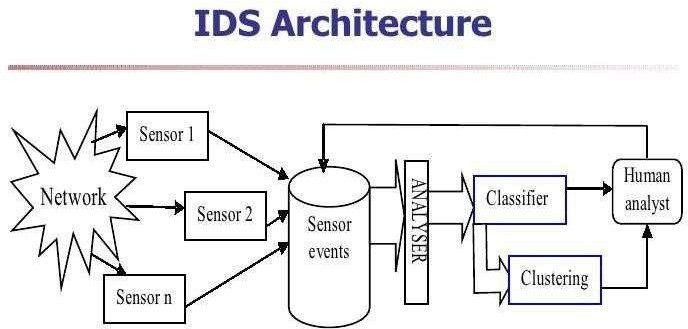 IDS Architecture
Network
Sensor 1
Sensor 2
Sensor n
Sensor
events
ANALYSER
Classifier
Clustering
Human
analyst